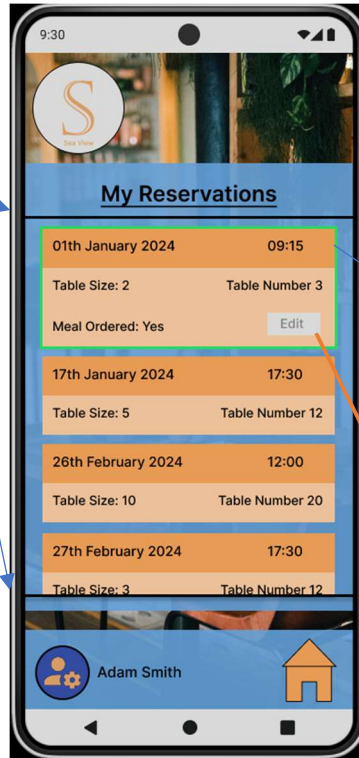 9:30
S
Sea View
My Reservations
01th January 2024 09:15
Table Size: 2 Table Number 3
Meal Ordered: Yes Edit
17th January 2024 17:30
Table Size: 5 Table Number 12
26th February 2024 12:00
Table Size: 10 Table Number 20
27th February 2024 17:30
Table Size: 3 Table Number 12
Adam Smith